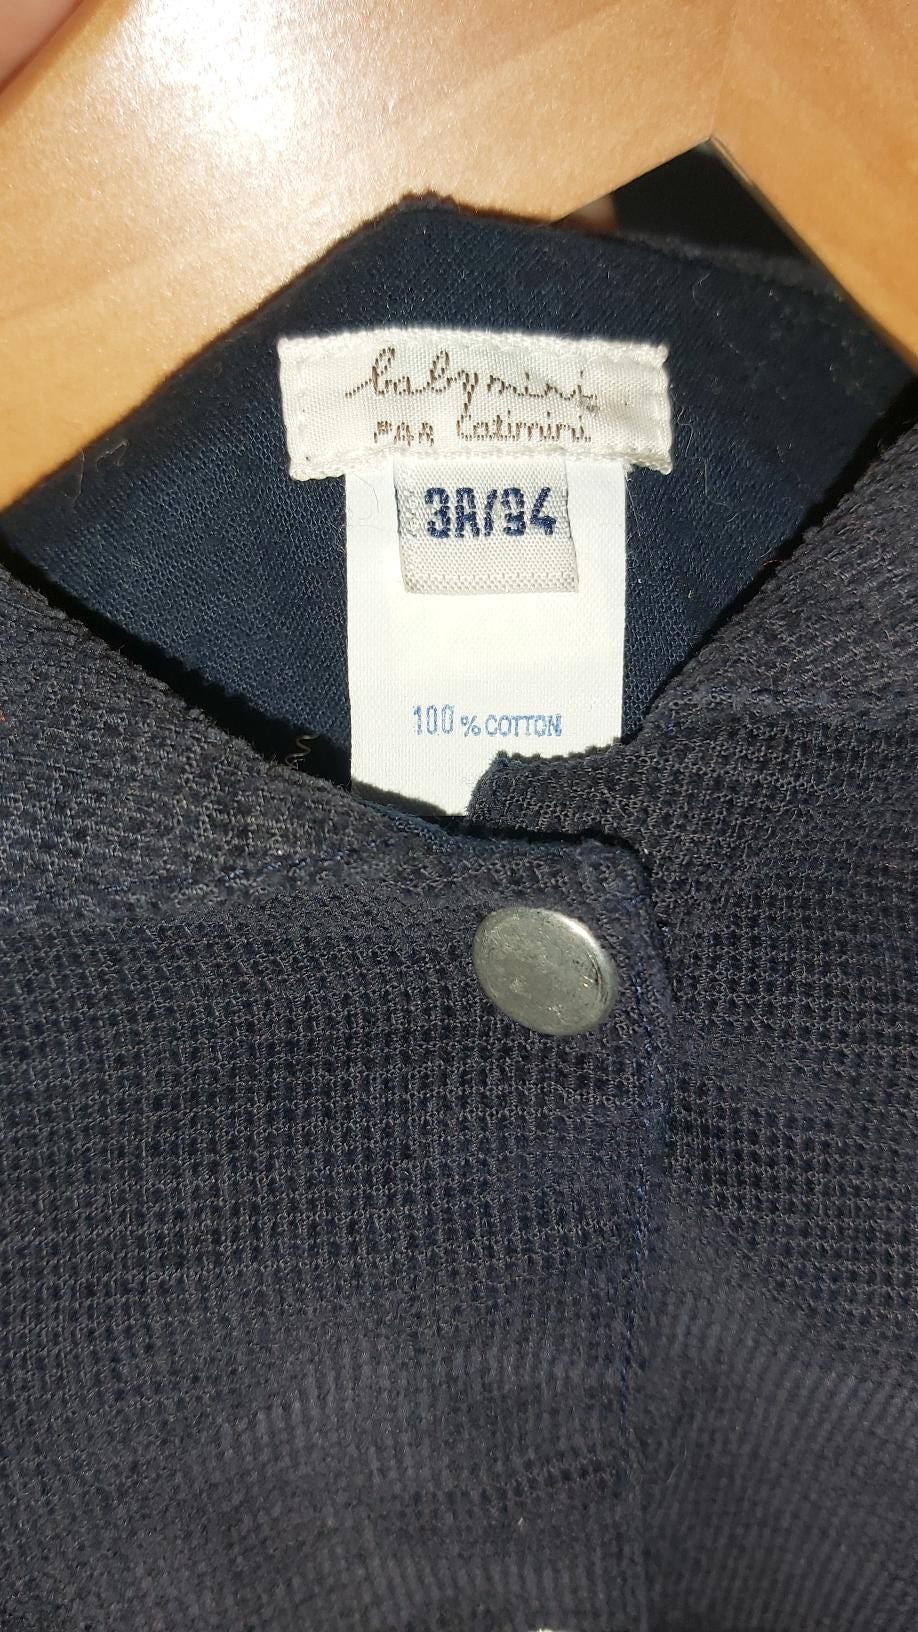 babymini
PAR Catimini
3A/94
100 % COTTON